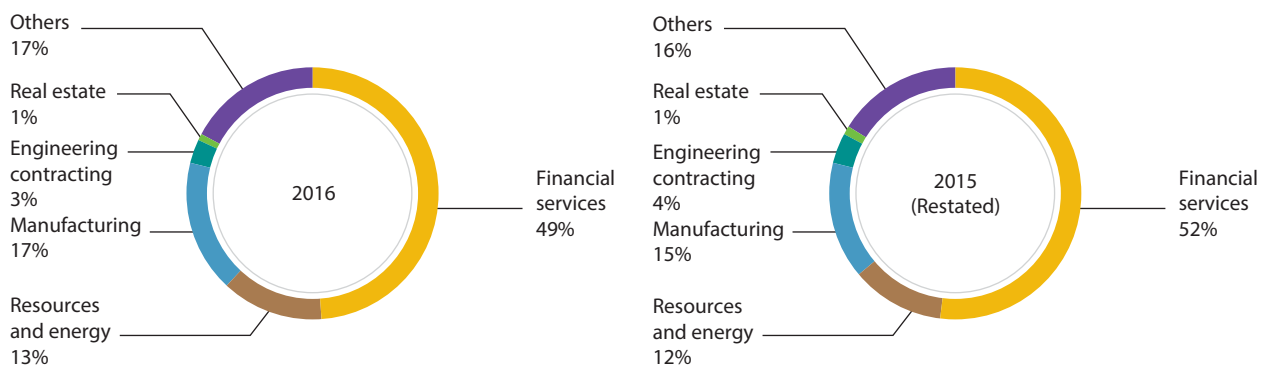 Others
17%
Real estate
1%
Engineering
contracting
3%
Manufacturing
17%
Resources
and energy
13%
2016
Financial
services
49%
Others
16%
Real estate
1%
Engineering
contracting
4%
Manufacturing
15%
Resources
and energy
12%
2015
(Restated)
Financial
services
52%